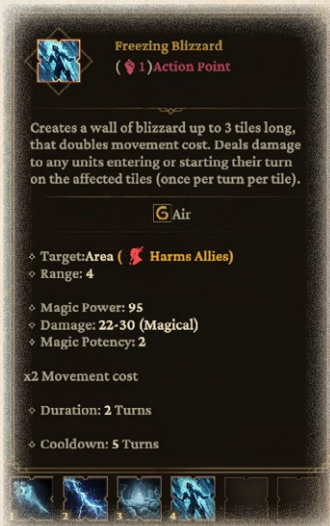 Freezing Blizzard
( 1)Action Point
Creates a wall of blizzard up to 3 tiles long,
that doubles movement cost. Deals damage
to any units entering or starting their turn
on the affected tiles (once per turn per tile).
Air
Target:Area ( Harms Allies)
Range: 4
Magic Power: 95
Damage: 22-30 (Magical)
Magic Potency: 2
x2 Movement cost
Duration: 2 Turns
Cooldown: 5 Turns
1 2 3 4